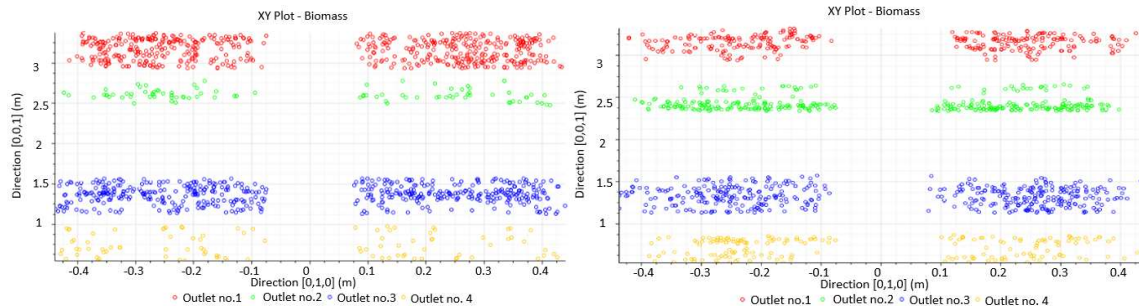 XY Plot - Biomass
Direction [0,0,1] (m)
3
2.5
2
1.5
1
-0.4 -0.3 -0.2 -0.1 0 0.1 0.2 0.3 0.4
Direction [0,1,0] (m)
Outlet no.1 Outlet no.2 Outlet no.3 Outlet no. 4
XY Plot - Biomass
Direction [0,0,1] (m)
3
2.5
2
1.5
1
-0.4 -0.3 -0.2 -0.1 0 0.1 0.2 0.3 0.4
Direction [0,1,0] (m)
Outlet no.1 Outlet no.2 Outlet no.3 Outlet no. 4